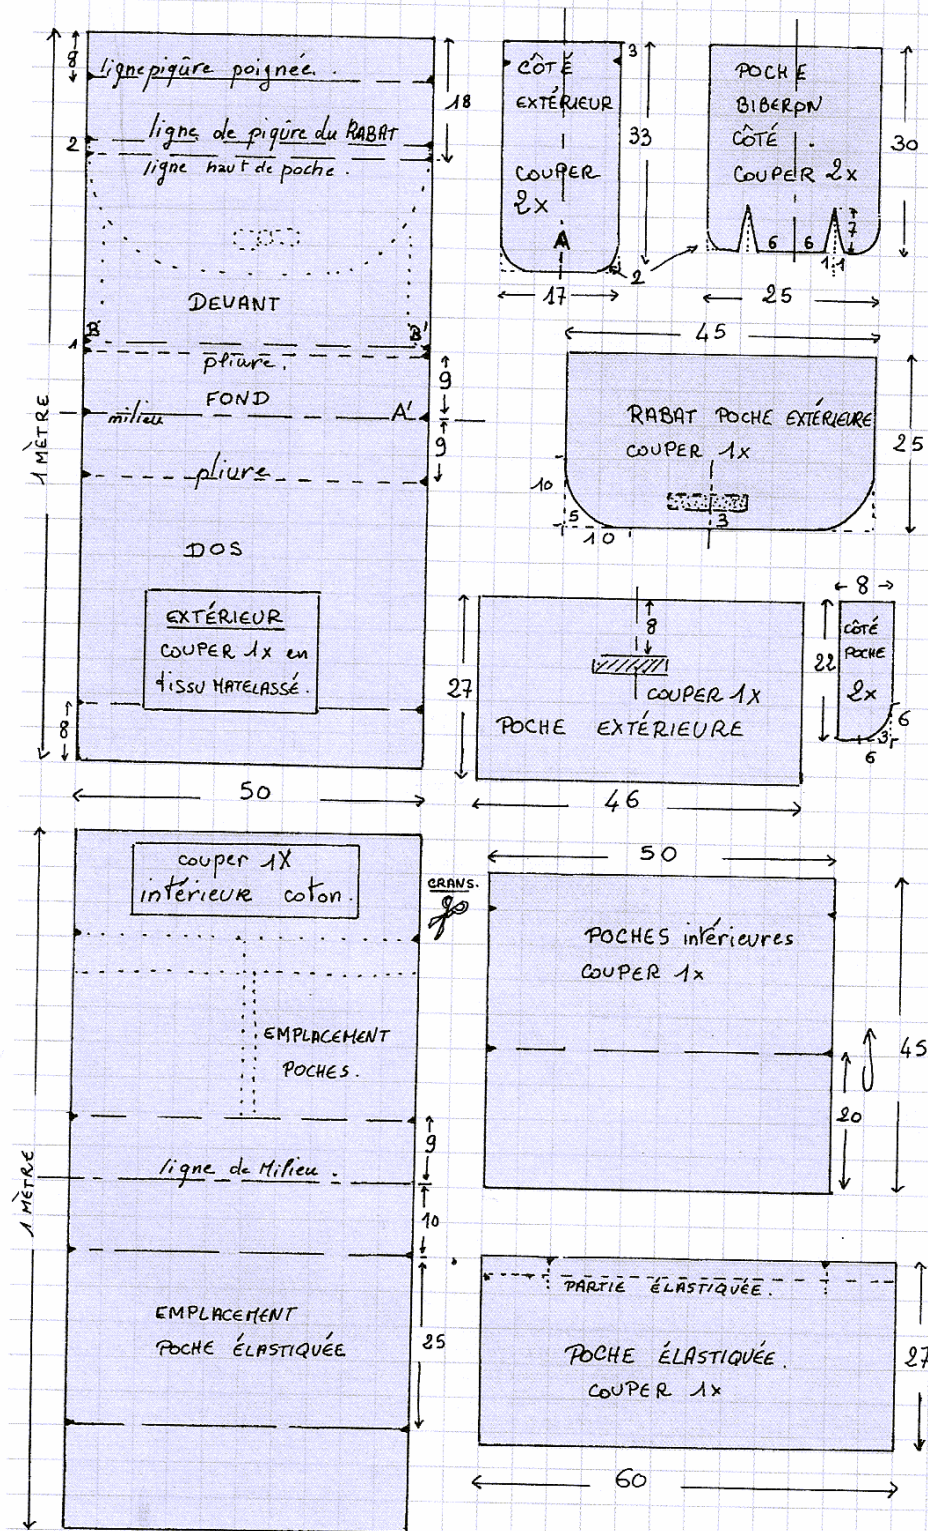 8
ligne piqûre poignée.
18
ligne de piqûre du RABAT
2
ligne haut de poche.
DEVANT
B
B'
1
pliure.
9
FOND
milieu
A'
9
pliure
1 MÈTRE
DOS
EXTÉRIEUR
COUPER 1x en
tissu MATELASSÉ.
8
50
CÔTÉ
EXTÉRIEUR
COUPER
2x
A
3
33
2
17
POCHE
BIBERON
CÔTÉ.
COUPER 2x
30
6
6
7
1
1
25
45
RABAT POCHE EXTÉRIEURE
COUPER 1x
25
10
5
10
3
8
27
COUPER 1X
POCHE EXTÉRIEURE
46
8
CÔTÉ
POCHE
2x
22
6
3
6
couper 1X
intérieur coton.
CRANS.
EMPLACEMENT
POCHES.
9
ligne de Milieu.
10
1 MÈTRE
EMPLACEMENT
POCHE ÉLASTIQUÉE
25
50
POCHES intérieures
COUPER 1x
45
20
PARTIE ÉLASTIQUÉE.
POCHE ÉLASTIQUÉE.
COUPER 1x
27
60